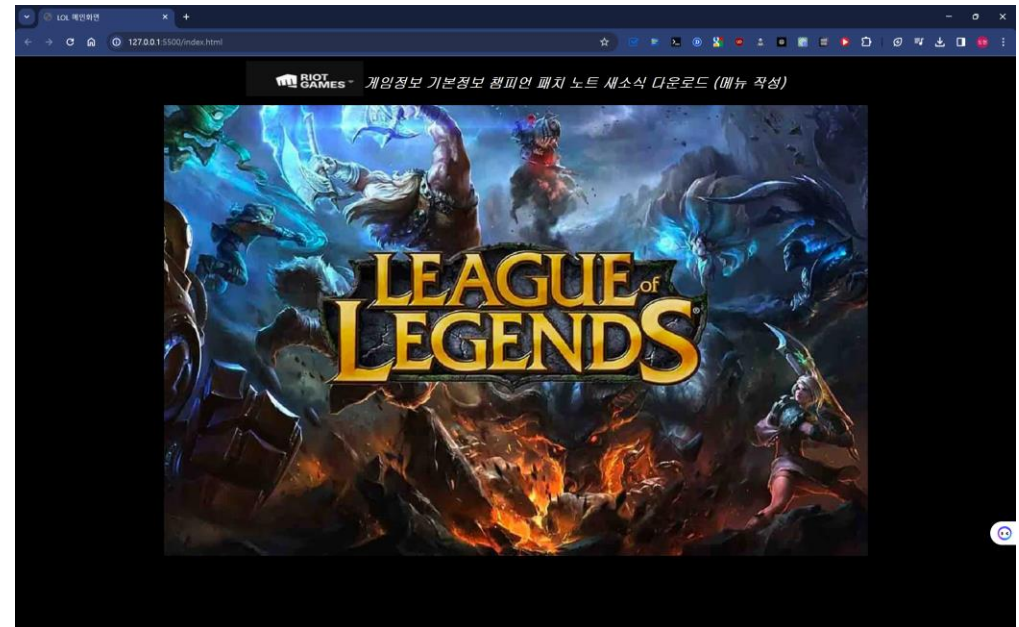 LOL 메인화면
127.0.0.1:5500/index.html
RIOT
GAMES
게임정보 기본정보 챔피언 패치 노트 새소식 다운로드 (메뉴 작성)
LEAGUE of
LEGENDS